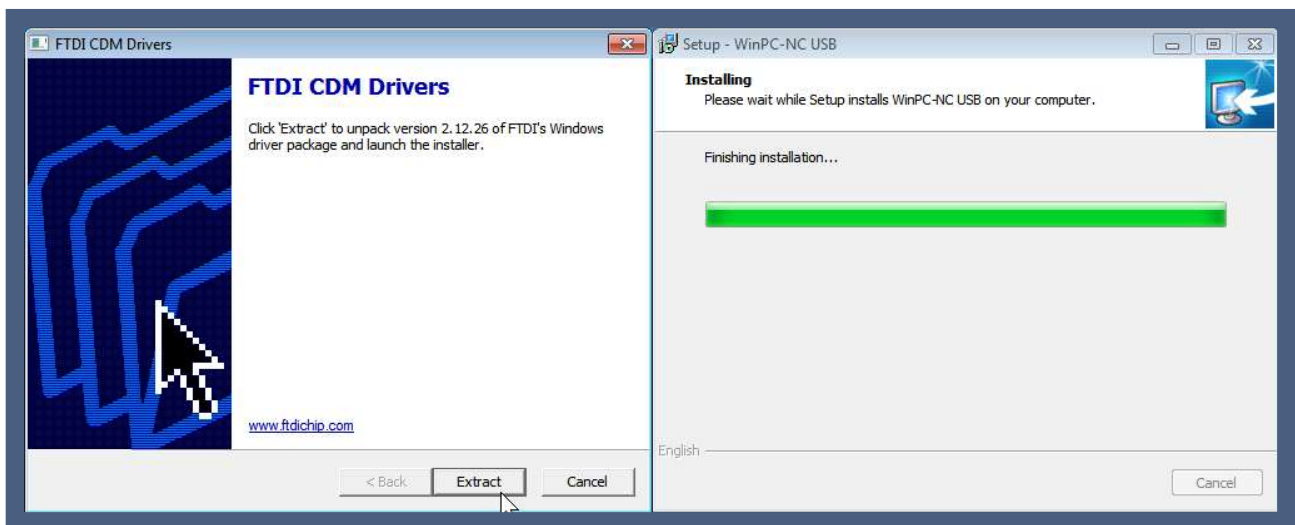 FTDI CDM Drivers
FTDI CDM Drivers
Click 'Extract' to unpack version 2.12.26 of FTDI's Windows
driver package and launch the installer.
www.ftdichip.com
< Back
Extract
Cancel
Setup - WinPC-NC USB
Installing
Please wait while Setup installs WinPC-NC USB on your computer.
Finishing installation...
English
Cancel